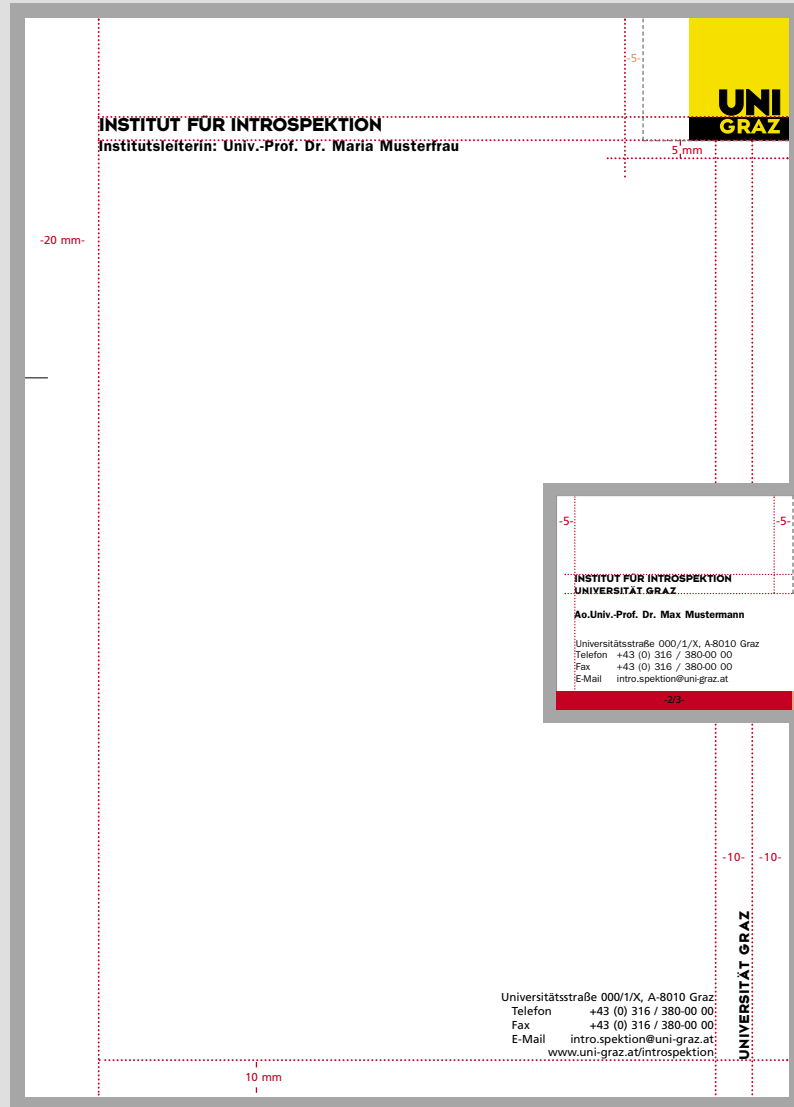 -5-
UNI
GRAZ
INSTITUT FÜR INTROSPEKTION
Institutsleiterin: Univ.-Prof. Dr. Maria Musterfrau
5 mm
-20 mm-
-5-
-5-
INSTITUT FÜR INTROSPEKTION
UNIVERSITÄT GRAZ
Ao.Univ.-Prof. Dr. Max Mustermann
Universitätsstraße 000/1/X, A-8010 Graz
Telefon +43 (0) 316 / 380-00 00
Fax +43 (0) 316 / 380-00 00
E-Mail intro.spektion@uni-graz.at
-2/3-
-10- -10-
UNIVERSITÄT GRAZ
Universitätsstraße 000/1/X, A-8010 Graz
Telefon +43 (0) 316 / 380-00 00
Fax +43 (0) 316 / 380-00 00
E-Mail intro.spektion@uni-graz.at
www.uni-graz.at/introspektion
10 mm